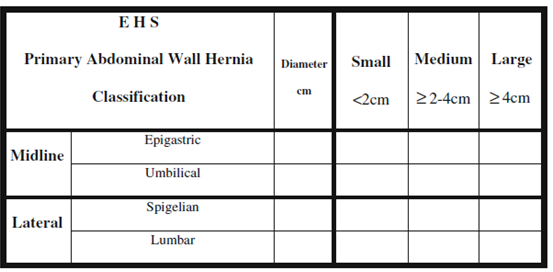 E H S
Primary Abdominal Wall Hernia
Classification
Diameter
cm
Small
<2cm
Medium
≥2-4cm
Large
≥4cm
Midline
Epigastric
Umbilical
Lateral
Spigelian
Lumbar